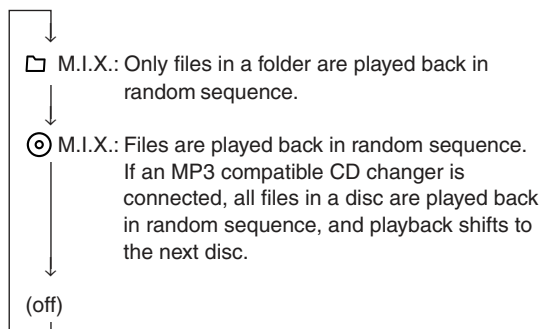 M.I.X.: Only files in a folder are played back in
random sequence.
M.I.X.: Files are played back in random sequence.
If an MP3 compatible CD changer is
connected, all files in a disc are played back
in random sequence, and playback shifts to
the next disc.
(off)